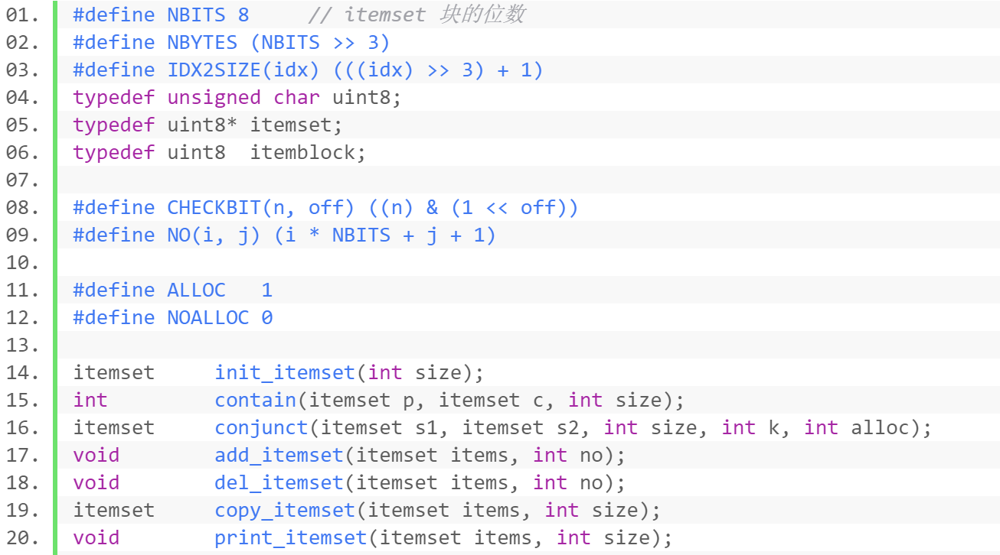 01. #define NBITS 8     // itemset 块的位数
02. #define NBYTES (NBITS >> 3)
03. #define IDX2SIZE(idx) (((idx) >> 3) + 1)
04. typedef unsigned char uint8;
05. typedef uint8* itemset;
06. typedef uint8  itemblock;
07.
08. #define CHECKBIT(n, off) ((n) & (1 << off))
09. #define NO(i, j) (i * NBITS + j + 1)
10.
11. #define ALLOC   1
12. #define NOALLOC 0
13.
14. itemset     init_itemset(int size);
15. int         contain(itemset p, itemset c, int size);
16. itemset     conjunct(itemset s1, itemset s2, int size, int k, int alloc);
17. void        add_itemset(itemset items, int no);
18. void        del_itemset(itemset items, int no);
19. itemset     copy_itemset(itemset items, int size);
20. void        print_itemset(itemset items, int size);